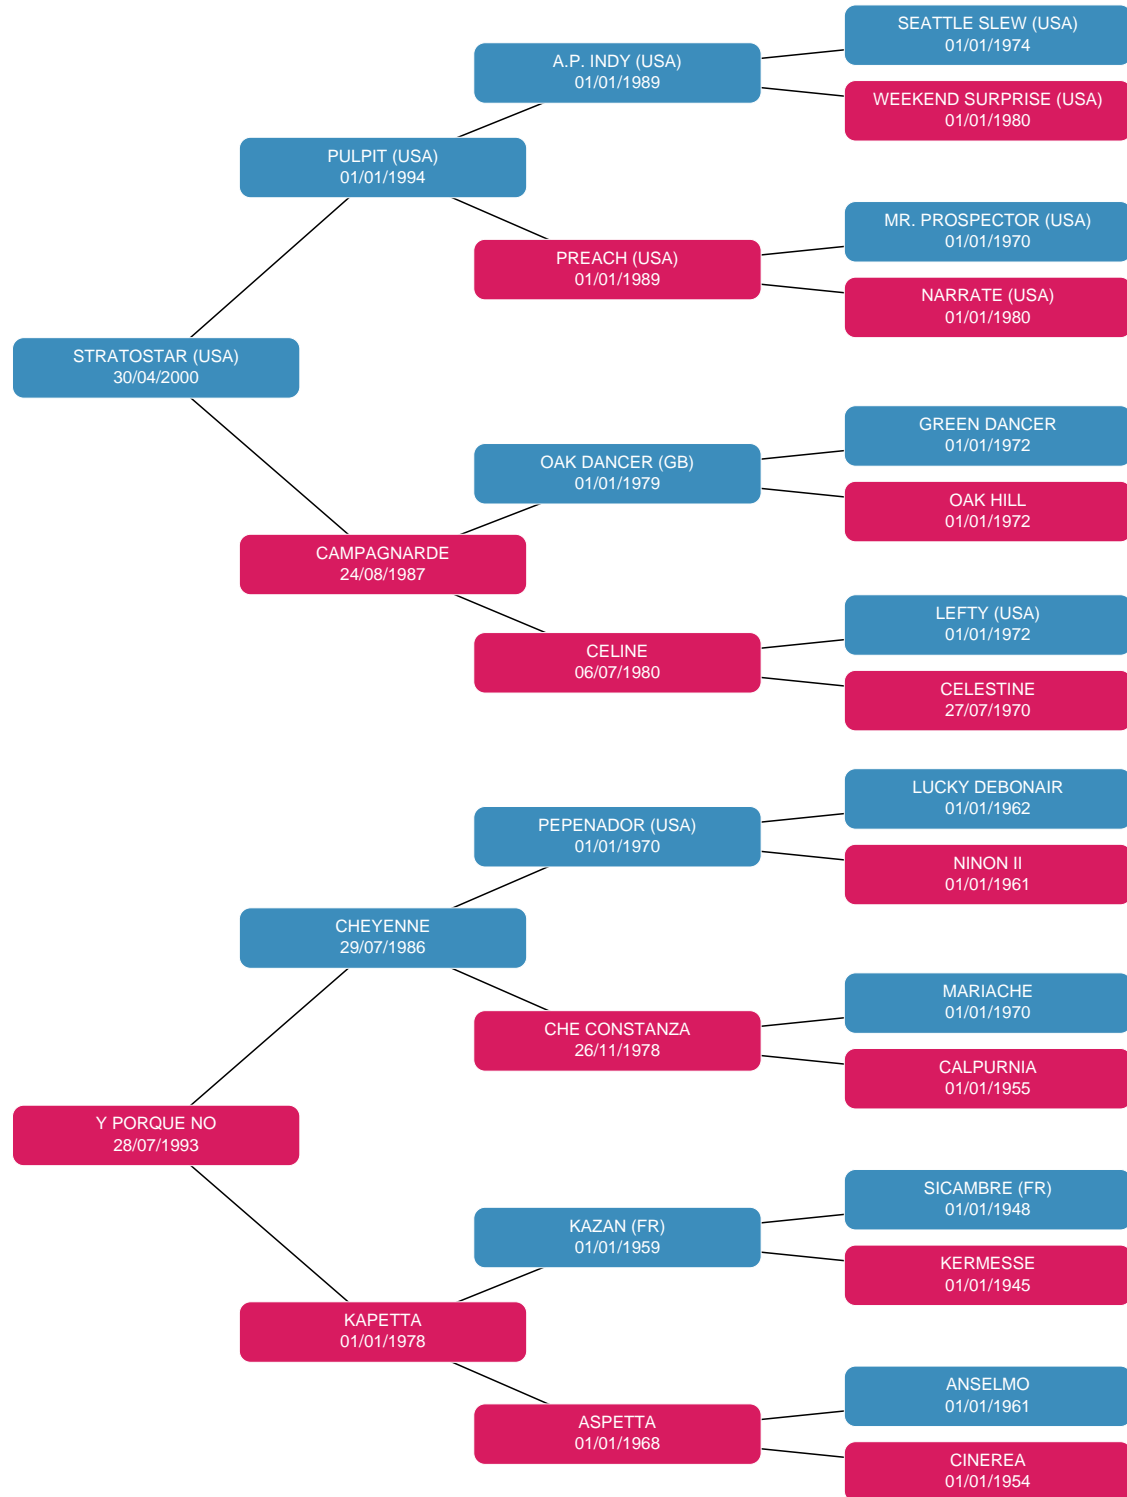 SEATTLE SLEW (USA)
01/01/1974
A.P. INDY (USA)
01/01/1989
WEEKEND SURPRISE (USA)
01/01/1980
PULPIT (USA)
01/01/1994
MR. PROSPECTOR (USA)
01/01/1970
PREACH (USA)
01/01/1989
NARRATE (USA)
01/01/1980
STRATOSTAR (USA)
30/04/2000
GREEN DANCER
01/01/1972
OAK DANCER (GB)
01/01/1979
OAK HILL
01/01/1972
CAMPAGNARDE
24/08/1987
LEFTY (USA)
01/01/1972
CELINE
06/07/1980
CELESTINE
27/07/1970
LUCKY DEBONAIR
01/01/1962
PEPENADOR (USA)
01/01/1970
NINON II
01/01/1961
CHEYENNE
29/07/1986
MARIACHE
01/01/1970
CHE CONSTANZA
26/11/1978
CALPURNIA
01/01/1955
Y PORQUE NO
28/07/1993
SICAMBRE (FR)
01/01/1948
KAZAN (FR)
01/01/1959
KERMESSE
01/01/1945
KAPETTA
01/01/1978
ANSELMO
01/01/1961
ASPETTA
01/01/1968
CINEREA
01/01/1954